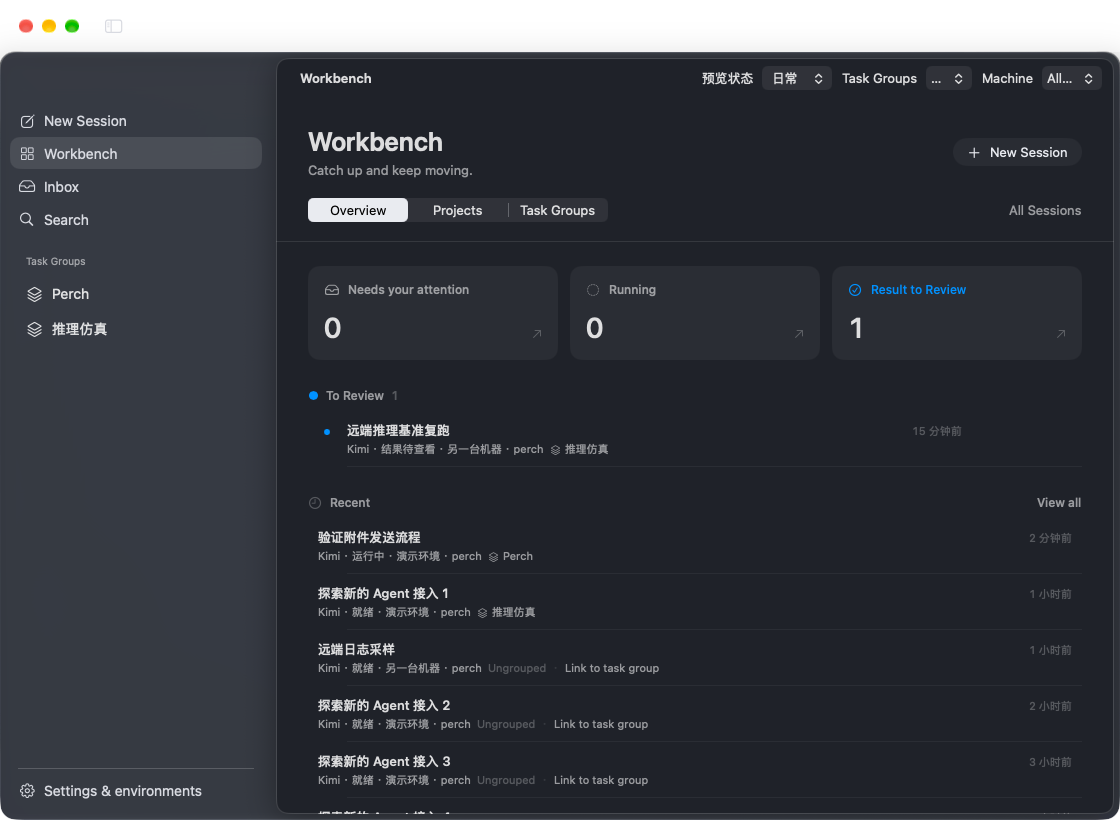 Workbench
预览状态 日常 Task Groups ... Machine All...
New Session
Workbench
Inbox
Search
Task Groups
Perch
推理仿真
Settings & environments
Workbench
Catch up and keep moving.
New Session
Overview Projects Task Groups All Sessions
Needs your attention
0
Running
0
Result to Review
1
To Review 1
远端推理基准复跑 15 分钟前
Kimi · 结果待查看 · 另一台机器 · perch 推理仿真
Recent View all
验证附件发送流程 2 分钟前
Kimi · 运行中 · 演示环境 · perch Perch
探索新的 Agent 接入 1 1 小时前
Kimi · 就绪 · 演示环境 · perch 推理仿真
远端日志采样 1 小时前
Kimi · 就绪 · 另一台机器 · perch Ungrouped · Link to task group
探索新的 Agent 接入 2 2 小时前
Kimi · 就绪 · 演示环境 · perch Ungrouped · Link to task group
探索新的 Agent 接入 3 3 小时前
Kimi · 就绪 · 演示环境 · perch Ungrouped · Link to task group